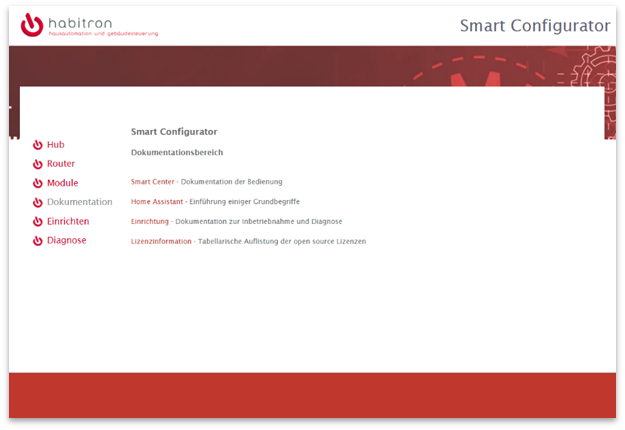 habitron
hausautomation und gebäudesteuerung
Smart Configurator
Smart Configurator
Dokumentationsbereich
Hub
Router
Module
Dokumentation
Einrichten
Diagnose
Smart Center - Dokumentation der Bedienung
Home Assistant - Einführung einiger Grundbegriffe
Einrichtung - Dokumentation zur Inbetriebnahme und Diagnose
Lizenzinformation - Tabellarische Auflistung der open source Lizenzen